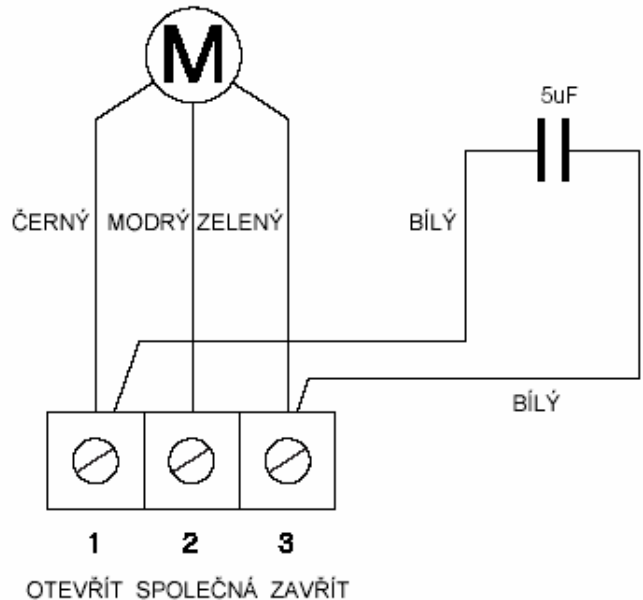 M
5uF
ČERNÝ MODRÝ ZELENÝ BÍLÝ
BÍLÝ
1 2 3
OTEVŘÍT SPOLEČNÁ ZAVŘÍT